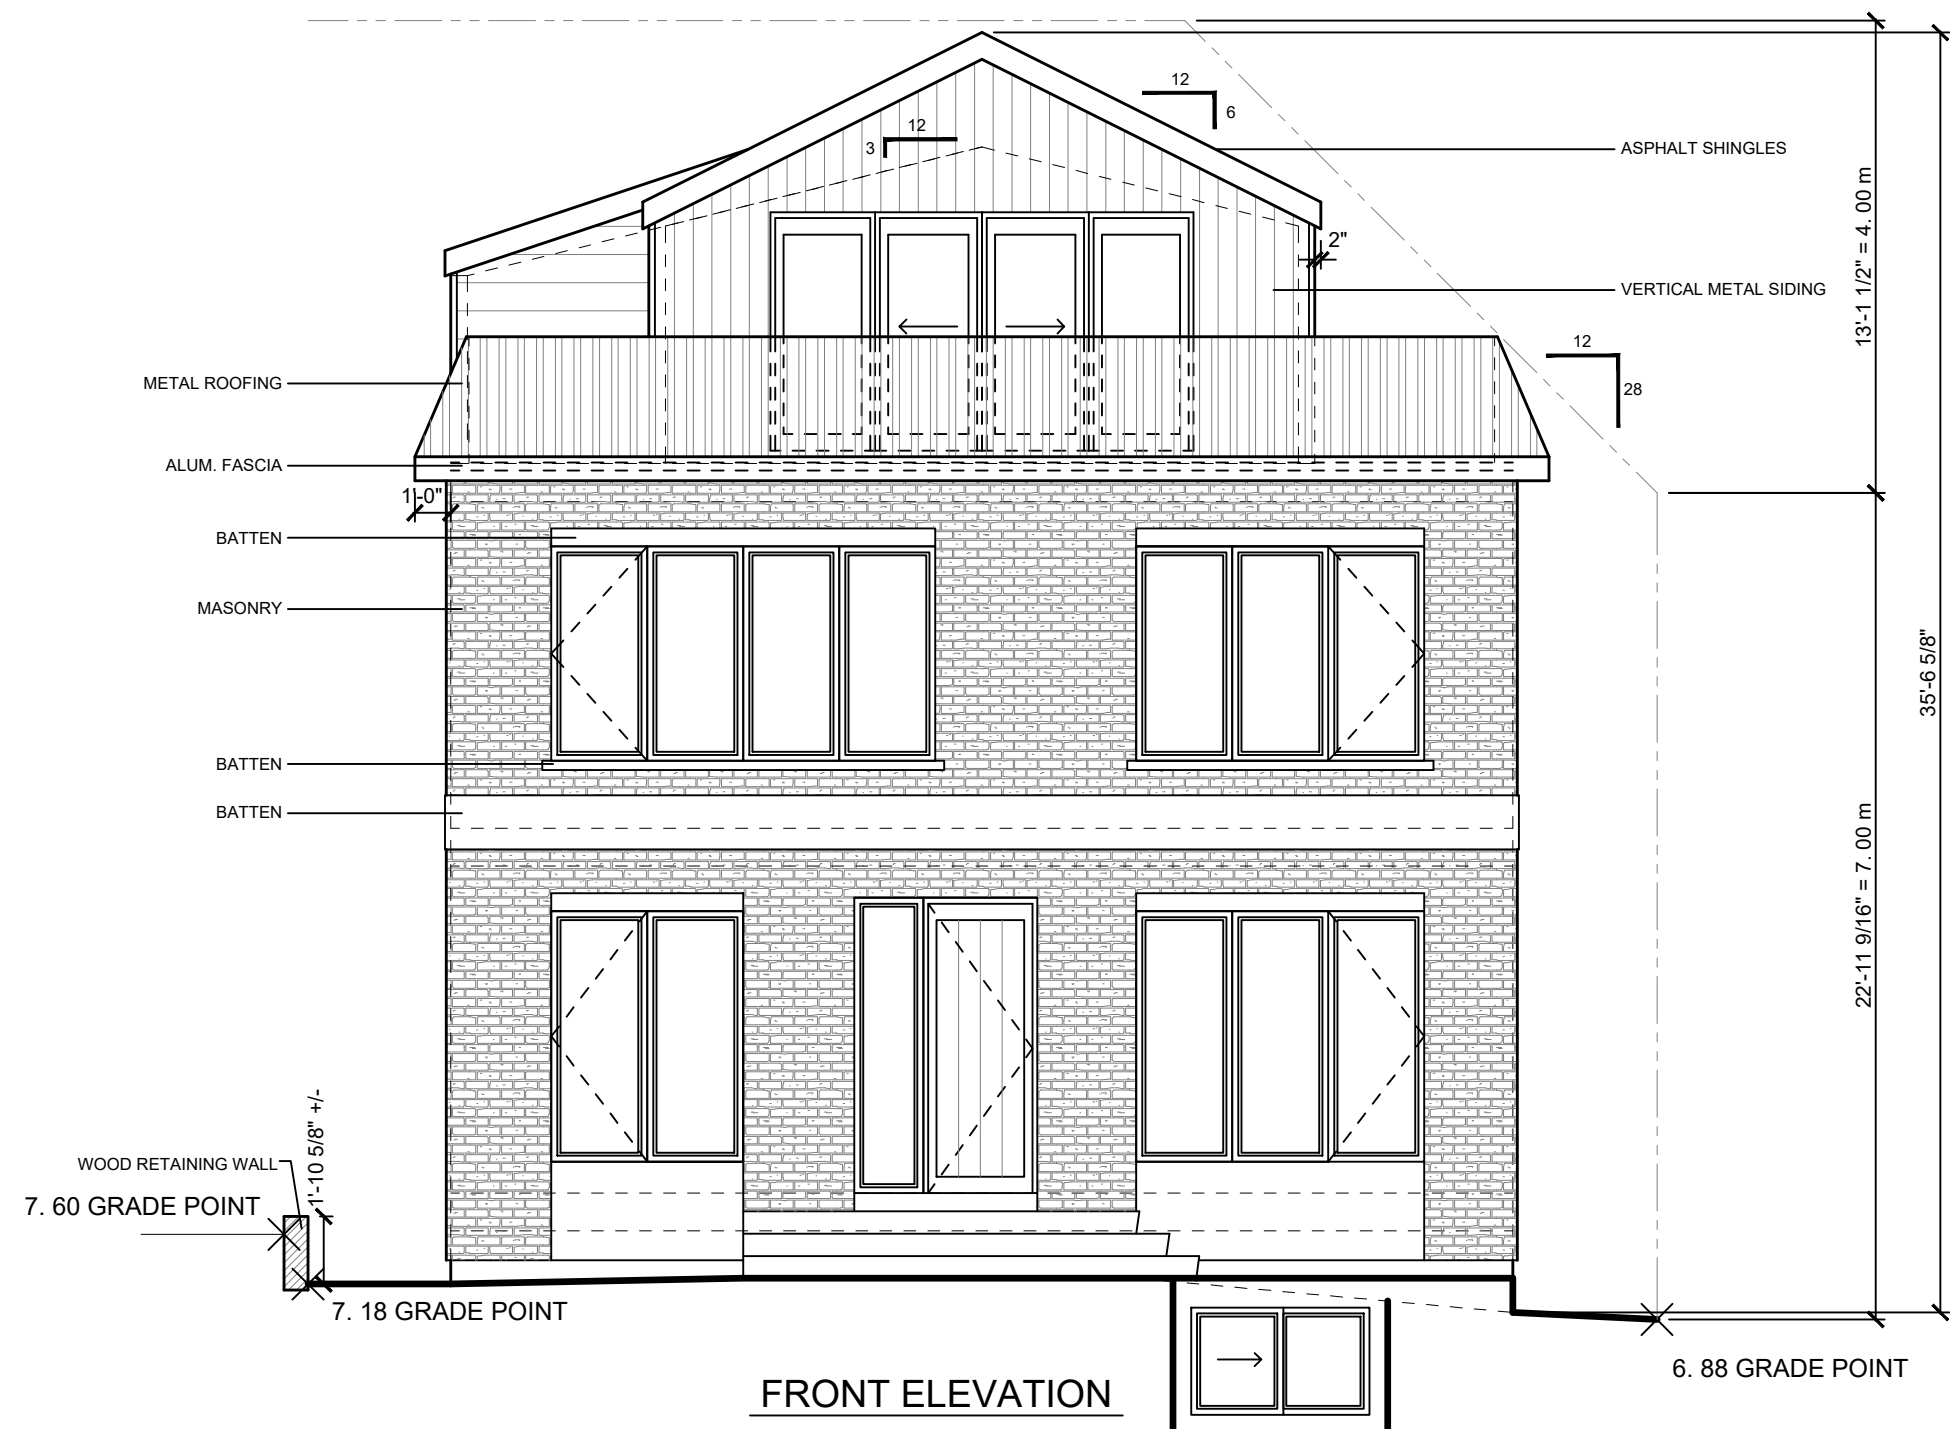 12
6
12
3
ASPHALT SHINGLES
13'-1 1/2" = 4. 00 m
2"
VERTICAL METAL SIDING
12
28
METAL ROOFING
ALUM. FASCIA
1'-0"
BATTEN
MASONRY
35'-6 5/8"
BATTEN
BATTEN
22'-11 9/16" = 7. 00 m
1'-10 5/8" +/-
WOOD RETAINING WALL
7. 60 GRADE POINT
7. 18 GRADE POINT
6. 88 GRADE POINT
FRONT ELEVATION